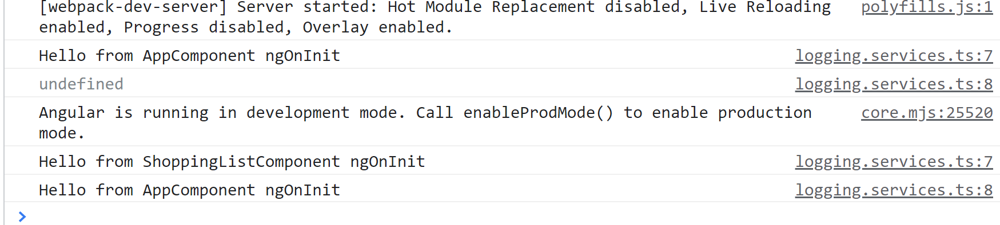 [webpack-dev-server] Server started: Hot Module Replacement disabled, Live Reloading polyfills.js:1
enabled, Progress disabled, Overlay enabled.
Hello from AppComponent ngOnInit logging.services.ts:7
undefined logging.services.ts:8
Angular is running in development mode. Call enableProdMode() to enable production core.mjs:25520
mode.
Hello from ShoppingListComponent ngOnInit logging.services.ts:7
Hello from AppComponent ngOnInit logging.services.ts:8